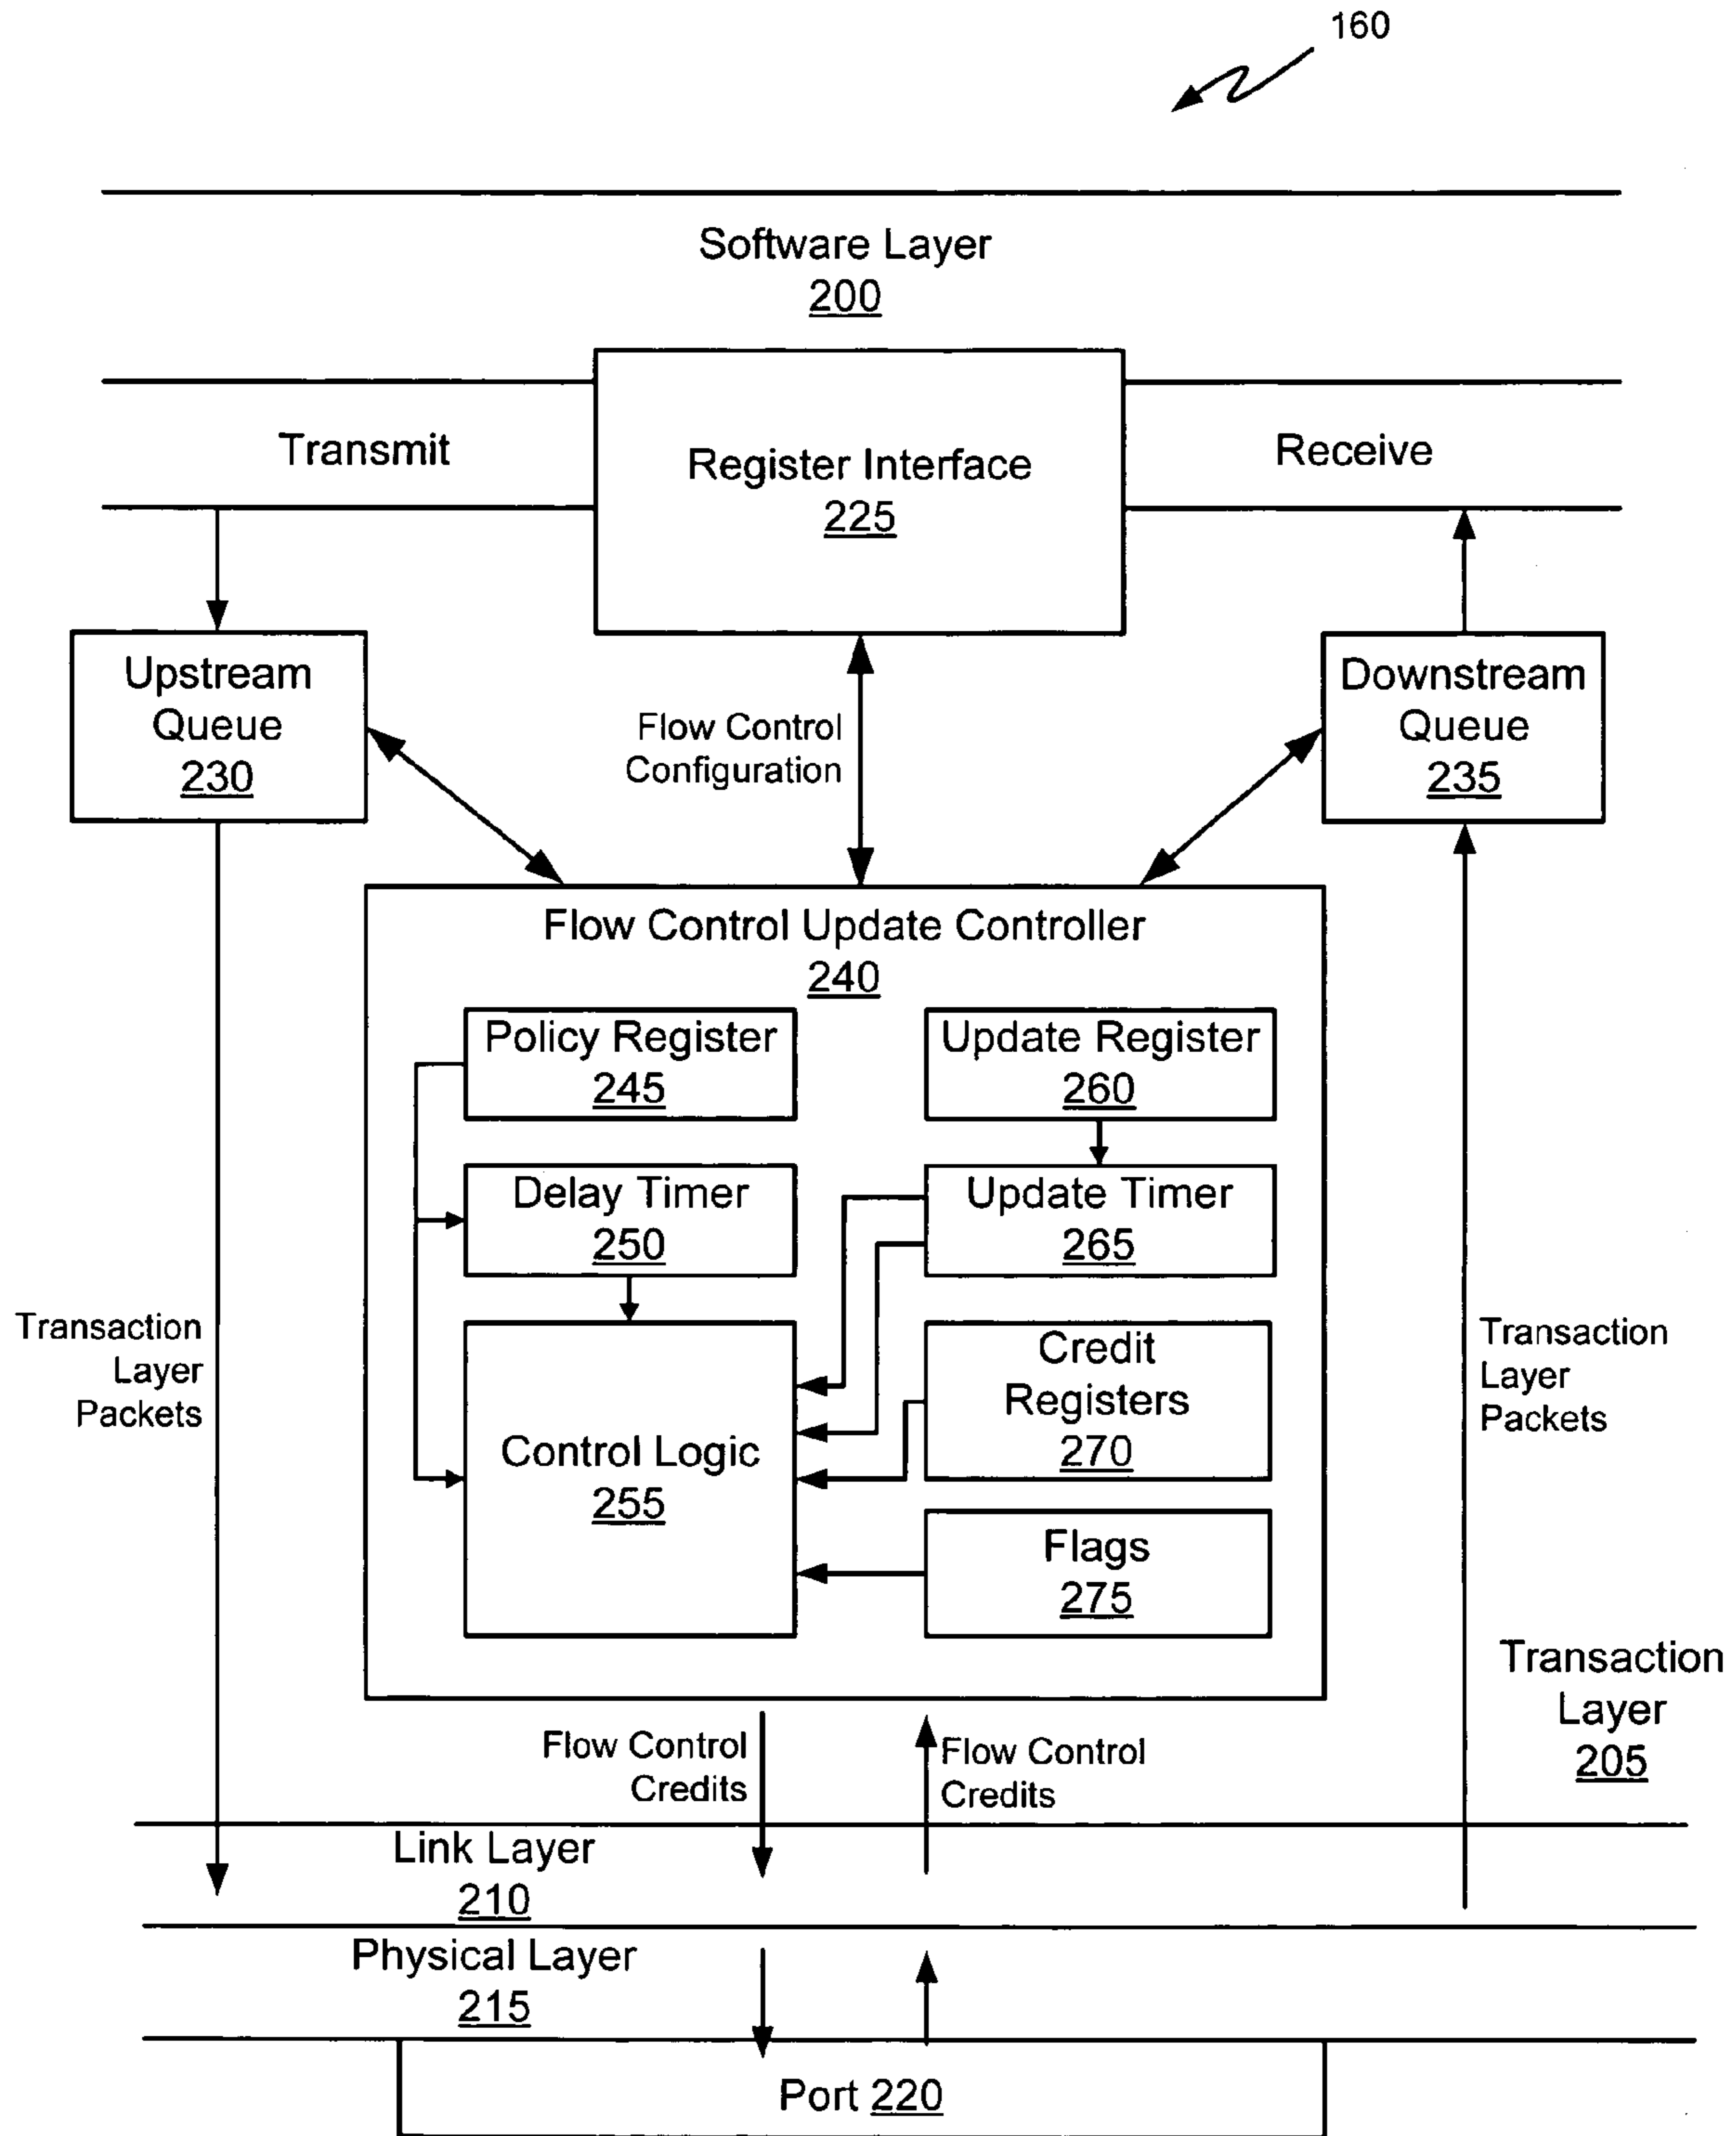 160
Software Layer
200
Transmit
Register Interface
225
Receive
Upstream
Queue
230
Flow Control
Configuration
Downstream
Queue
235
Flow Control Update Controller
240
Policy Register
245
Update Register
260
Delay Timer
250
Update Timer
265
Transaction
Layer
Packets
Control Logic
255
Credit
Registers
270
Flags
275
Transaction
Layer
Packets
Transaction
Layer
205
Flow Control
Credits
Flow Control
Credits
Link Layer
210
Physical Layer
215
Port 220